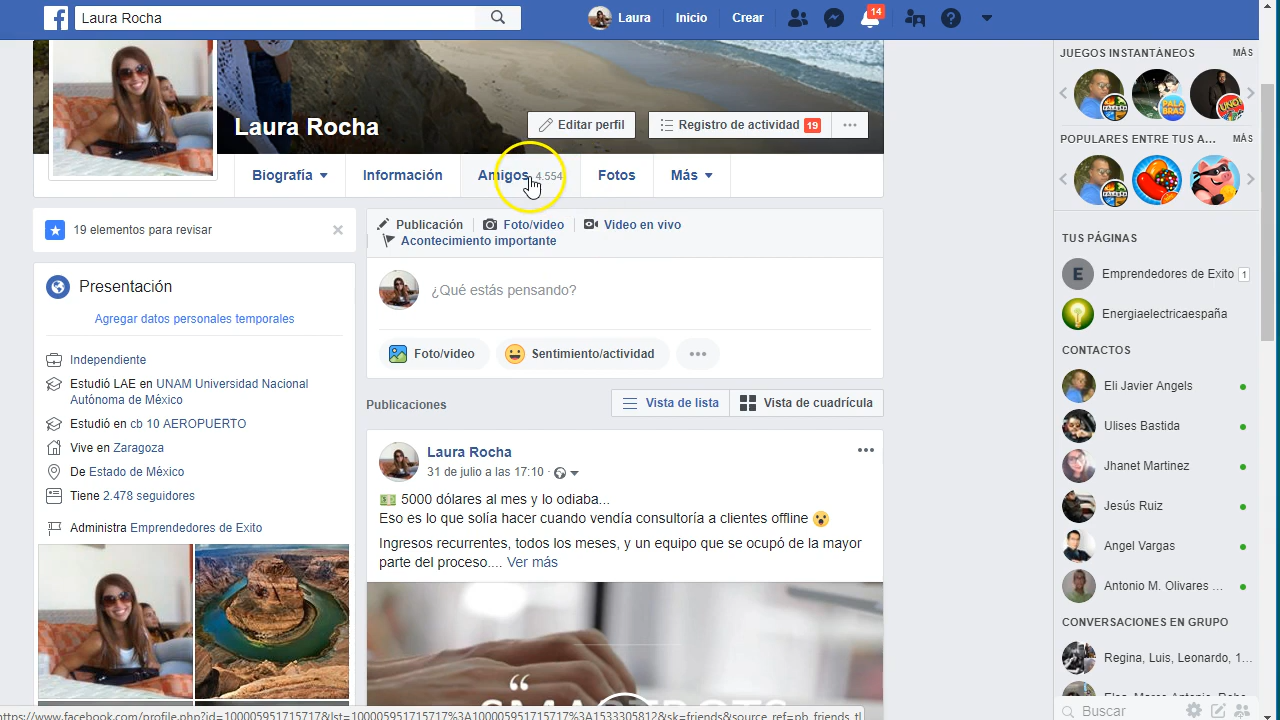 Laura Rocha
Laura
Inicio
Crear
14
Laura Rocha
Editar perfil
Registro de actividad 19
Biografía
Información
Amigos 4.554
Fotos
Más
19 elementos para revisar
Presentación
Agregar datos personales temporales
Independiente
Estudió LAE en UNAM Universidad Nacional
Autónoma de México
Estudió en cb 10 AEROPUERTO
Vive en Zaragoza
De Estado de México
Tiene 2.478 seguidores
Administra Emprendedores de Exito
Publicación
Foto/video
Video en vivo
Acontecimiento importante
¿Qué estás pensando?
Foto/video
Sentimiento/actividad
Publicaciones
Vista de lista
Vista de cuadrícula
Laura Rocha
31 de julio a las 17:10 ·
5000 dólares al mes y lo odiaba...
Eso es lo que solía hacer cuando vendía consultoría a clientes offline
Ingresos recurrentes, todos los meses, y un equipo que se ocupó de la mayor
parte del proceso.... Ver más
JUEGOS INSTANTÁNEOS MÁS
PALABRAS
UNO!
POPULARES ENTRE TUS A... MÁS
TUS PÁGINAS
E Emprendedores de Exito 1
Energiaelectricaespaña
CONTACTOS
Eli Javier Angels
Ulises Bastida
Jhanet Martinez
Jesús Ruiz
Angel Vargas
Antonio M. Olivares ...
CONVERSACIONES EN GRUPO
Regina, Luis, Leonardo, 1...
Buscar